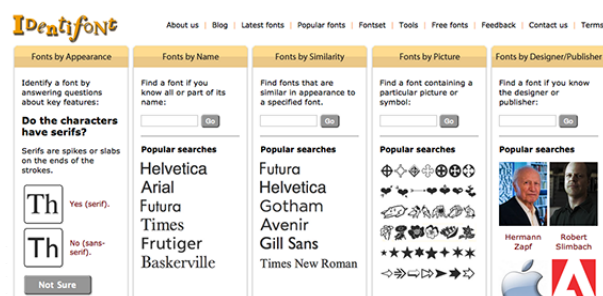 Identifont
About us | Blog | Latest fonts | Popular fonts | Fontset | Tools | Free fonts | Feedback | Contact us | Terms
Fonts by Appearance
Identify a font by
answering questions
about key features:
Do the characters
have serifs?
Serifs are spikes or slabs
on the ends of the
strokes.
Th Yes (serif).
Th No (sans-
serif).
Not Sure
Fonts by Name
Find a font if you
know all or part of its
name:
Go
Popular searches
Helvetica
Arial
Futura
Times
Frutiger
Baskerville
Fonts by Similarity
Find fonts that are
similar in appearance to
a specified font.
Go
Popular searches
Futura
Helvetica
Gotham
Avenir
Gill Sans
Times New Roman
Fonts by Picture
Find a font containing a
particular picture or
symbol:
Go
Popular searches
Fonts by Designer/Publisher
Find a font if you know
the designer or
publisher:
Go
Popular searches
Hermann
Zapf
Robert
Slimbach